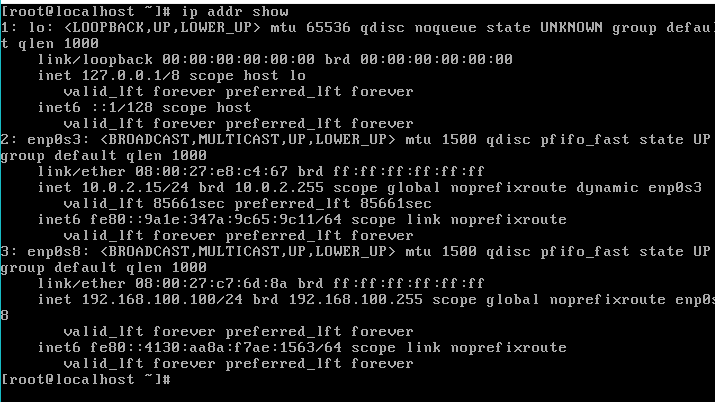 [root@localhost ~]# ip addr show
1: lo: <LOOPBACK,UP,LOWER_UP> mtu 65536 qdisc noqueue state UNKNOWN group defaul
t qlen 1000
    link/loopback 00:00:00:00:00:00 brd 00:00:00:00:00:00
    inet 127.0.0.1/8 scope host lo
       valid_lft forever preferred_lft forever
    inet6 ::1/128 scope host
       valid_lft forever preferred_lft forever
2: enp0s3: <BROADCAST,MULTICAST,UP,LOWER_UP> mtu 1500 qdisc pfifo_fast state UP
group default qlen 1000
    link/ether 08:00:27:e8:c4:67 brd ff:ff:ff:ff:ff:ff
    inet 10.0.2.15/24 brd 10.0.2.255 scope global noprefixroute dynamic enp0s3
       valid_lft 85661sec preferred_lft 85661sec
    inet6 fe80::9a1e:347a:9c65:9c11/64 scope link noprefixroute
       valid_lft forever preferred_lft forever
3: enp0s8: <BROADCAST,MULTICAST,UP,LOWER_UP> mtu 1500 qdisc pfifo_fast state UP
group default qlen 1000
    link/ether 08:00:27:c7:6d:8a brd ff:ff:ff:ff:ff:ff
    inet 192.168.100.100/24 brd 192.168.100.255 scope global noprefixroute enp0s
8
       valid_lft forever preferred_lft forever
    inet6 fe80::4130:aa8a:f7ae:1563/64 scope link noprefixroute
       valid_lft forever preferred_lft forever
[root@localhost ~]#